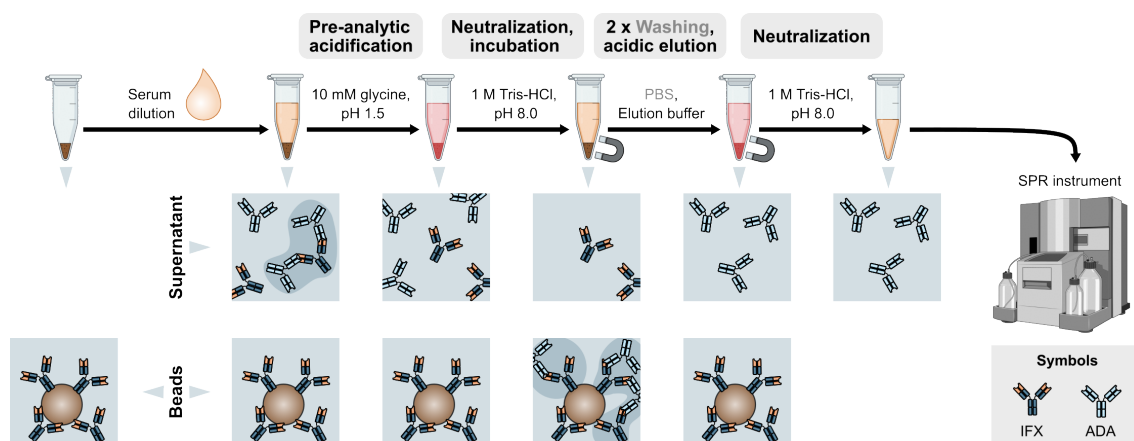 Pre-analytic
acidification
Neutralization,
incubation
2 x Washing,
acidic elution
Neutralization
Serum
dilution
10 mM glycine,
pH 1.5
1 M Tris-HCl,
pH 8.0
PBS,
Elution buffer
1 M Tris-HCl,
pH 8.0
SPR instrument
Supernatant
Beads
Symbols
IFX
ADA